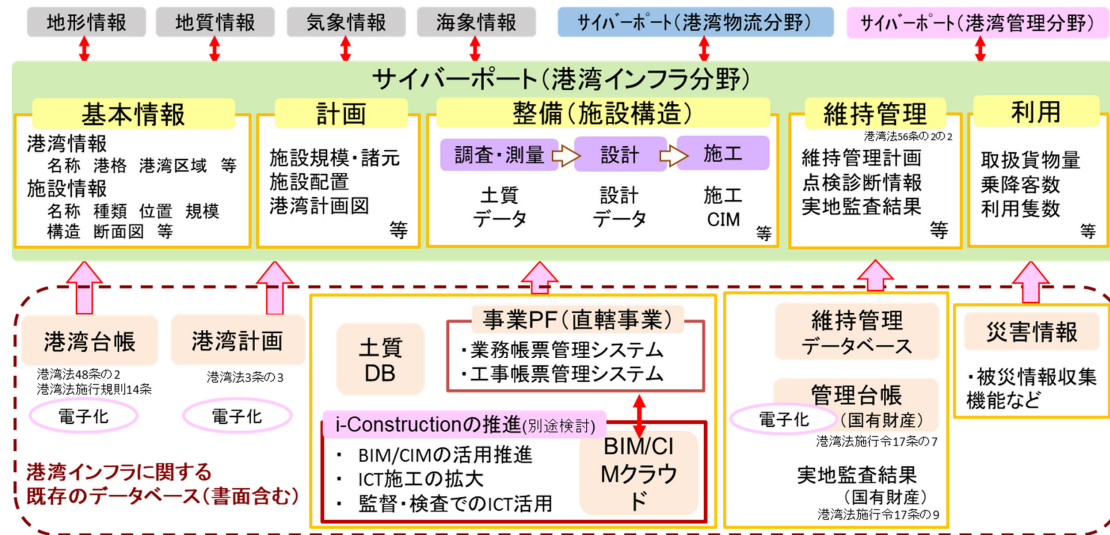 地形情報
地質情報
気象情報
海象情報
サイバーポート(港湾物流分野)
サイバーポート(港湾管理分野)
サイバーポート(港湾インフラ分野)
基本情報
港湾情報
名称 港格 港湾区域 等
施設情報
名称 種類 位置 規模
構造 断面図 等
計画
施設規模・諸元
施設配置
港湾計画図
等
整備(施設構造)
調査・測量
設計
施工
土質
データ
設計
データ
施工
CIM
等
維持管理
港湾法56条の2の2
維持管理計画
点検診断情報
実地監査結果
等
利用
取扱貨物量
乗降客数
利用隻数
等
港湾台帳
港湾法48条の2
港湾法施行規則14条
電子化
港湾計画
港湾法3条の3
電子化
港湾インフラに関する
既存のデータベース(書面含む)
土質
DB
事業PF(直轄事業)
・業務帳票管理システム
・工事帳票管理システム
i-Constructionの推進(別途検討)
• BIM/CIMの活用推進
• ICT施工の拡大
• 監督・検査でのICT活用
BIM/CI
Mクラウ
ド
維持管理
データベース
管理台帳
電子化
(国有財産)
港湾法施行令17条の7
実地監査結果
(国有財産)
港湾法施行令17条の9
災害情報
・被災情報収集
機能など